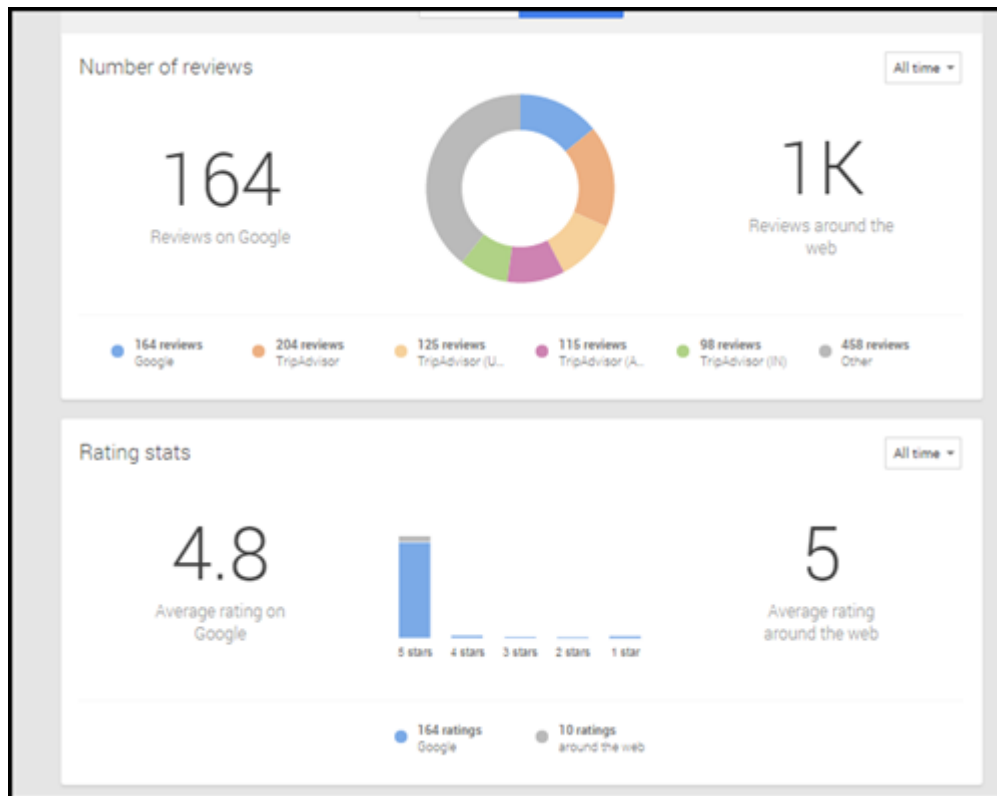 Number of reviews
All time
164
Reviews on Google
1K
Reviews around the
web
164 reviews
Google
204 reviews
TripAdvisor
125 reviews
TripAdvisor (U...
115 reviews
TripAdvisor (A...
98 reviews
TripAdvisor (IN)
458 reviews
Other
Rating stats
All time
4.8
Average rating on
Google
5 stars 4 stars 3 stars 2 stars 1 star
5
Average rating
around the web
164 ratings
Google
10 ratings
around the web